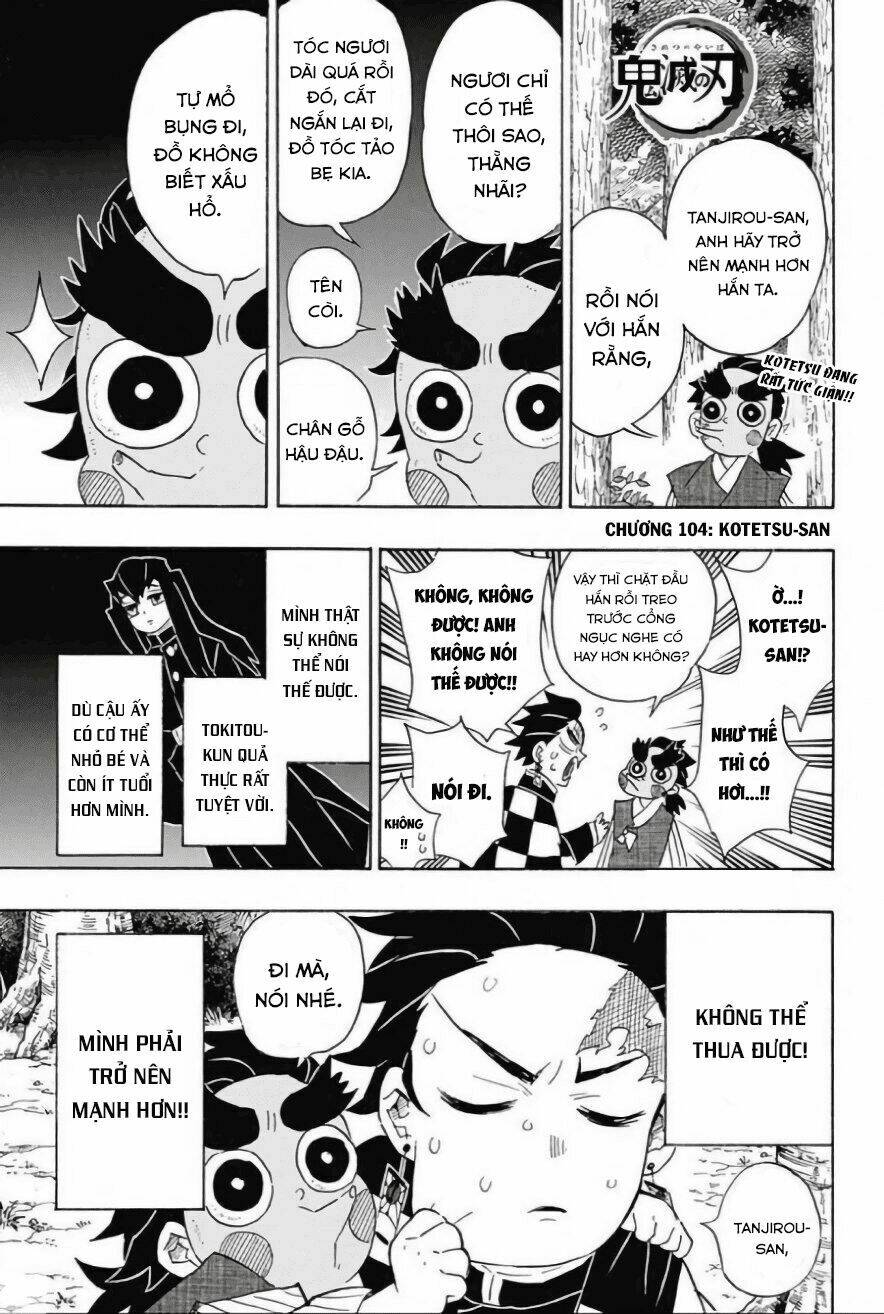 きめつのやいば
鬼滅の刃
TANJIROU-SAN,
ANH HÃY TRỞ
NÊN MẠNH HƠN
HẮN TA.
RỒI NÓI
VỚI HẮN
RẰNG,
KOTETSU ĐANG
RẤT TỨC GIẬN!!
NGƯƠI CHỈ
CÓ THẾ
THÔI SAO,
THẰNG
NHÃI?
TÓC NGƯƠI
DÀI QUÁ RỒI
ĐÓ, CẮT
NGẮN LẠI ĐI,
ĐỒ TÓC TẢO
BẸ KIA.
TÊN
CÒI.
CHÂN GỖ
HẬU ĐẬU.
TỰ MỔ
BỤNG ĐI,
ĐỒ KHÔNG
BIẾT XẤU
HỔ.
CHƯƠNG 104: KOTETSU-SAN
Ờ...!
KOTETSU-
SAN!?
NHƯ THẾ
THÌ CÓ
HƠI...!!
VẬY THÌ CHẶT ĐẦU
HẮN RỒI TREO
TRƯỚC CỔNG
NGỤC NGHE CÓ
HAY HƠN KHÔNG?
KHÔNG, KHÔNG
ĐƯỢC! ANH
KHÔNG NÓI
THẾ ĐƯỢC!!
NÓI ĐI.
KHÔNG
!!
MÌNH THẬT
SỰ KHÔNG
THỂ NÓI
THẾ ĐƯỢC.
TOKITOU-
KUN QUẢ
THỰC RẤT
TUYỆT VỜI.
DÙ CẬU ẤY
CÓ CƠ THỂ
NHỎ BÉ VÀ
CÒN ÍT TUỔI
HƠN MÌNH.
KHÔNG THỂ
THUA ĐƯỢC!
TANJIROU-
SAN,
ĐI MÀ,
NÓI NHÉ.
MÌNH PHẢI
TRỞ NÊN
MẠNH HƠN!!